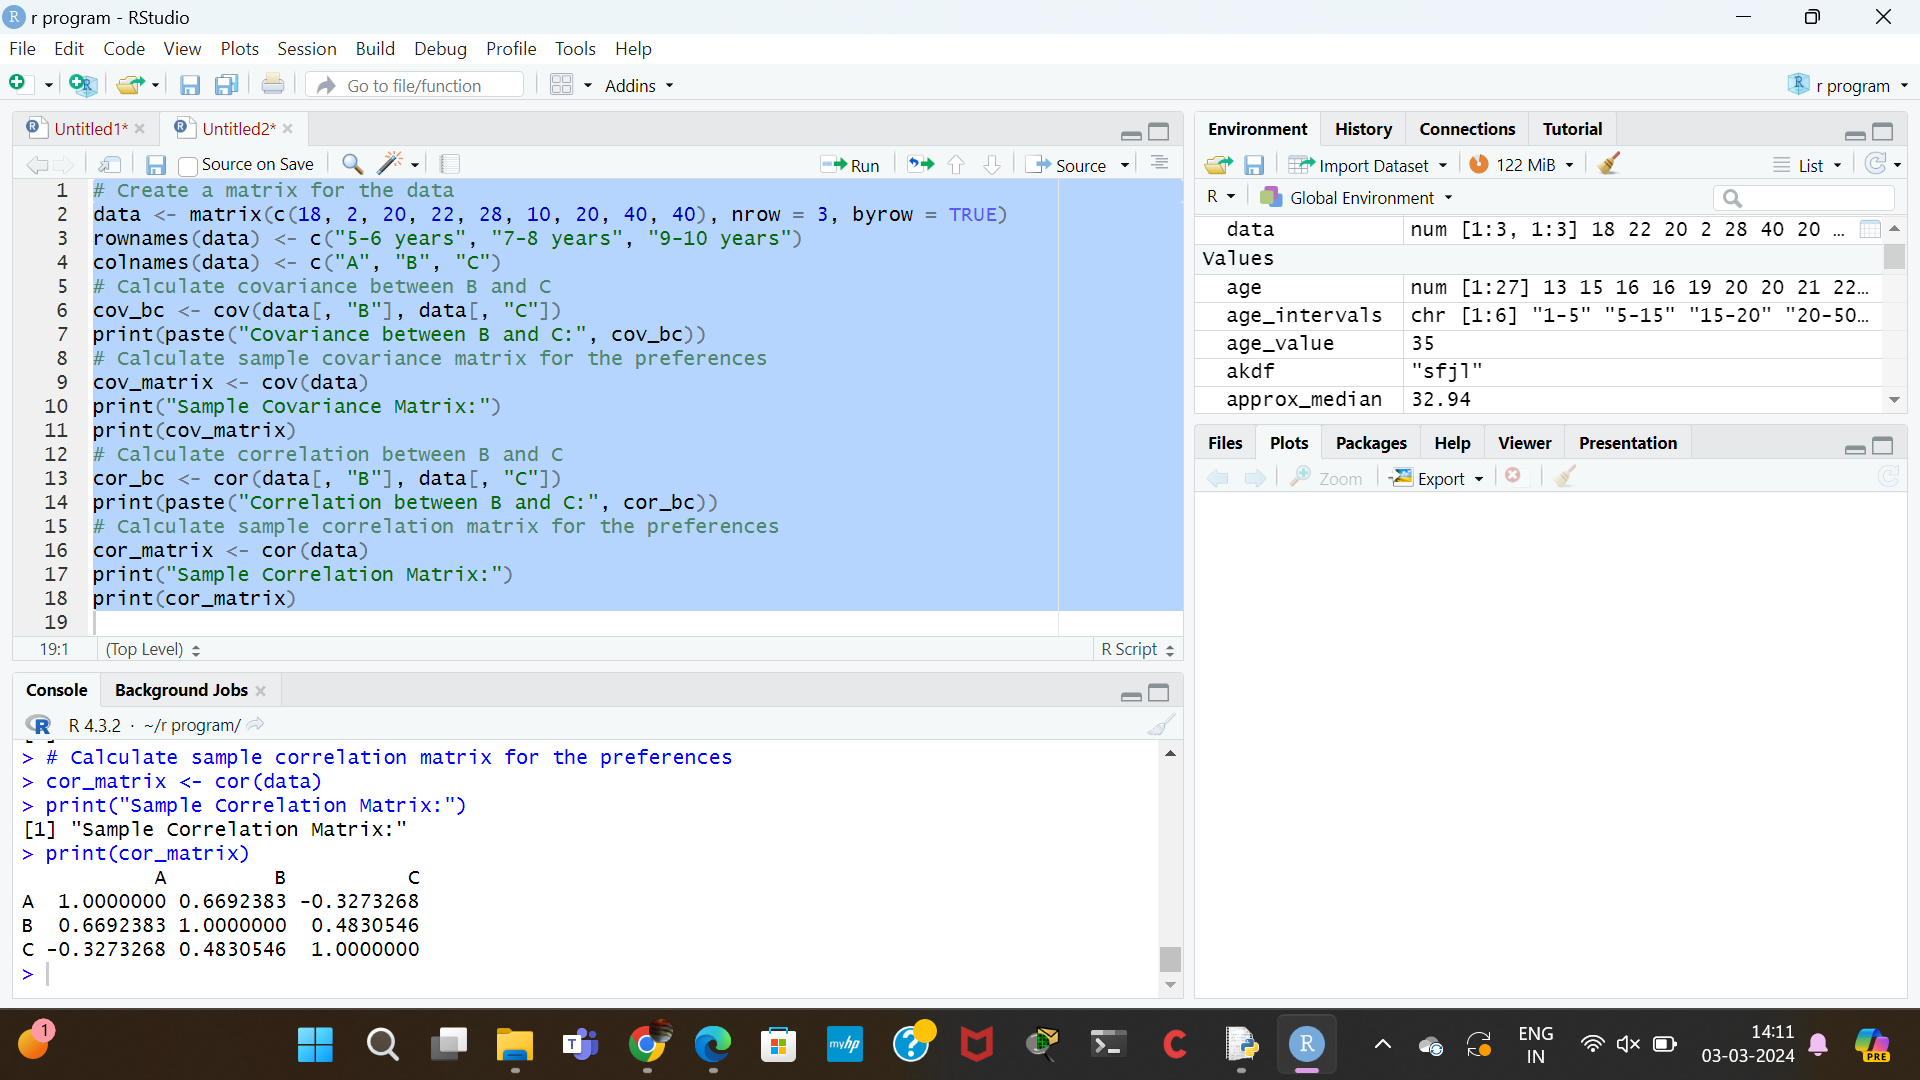 r program - RStudio
File Edit Code View Plots Session Build Debug Profile Tools Help
Go to file/function Addins r program
Untitled1* Untitled2*
Source on Save Run Source
1 # Create a matrix for the data
2 data <- matrix(c(18, 2, 20, 22, 28, 10, 20, 40, 40), nrow = 3, byrow = TRUE)
3 rownames(data) <- c("5-6 years", "7-8 years", "9-10 years")
4 colnames(data) <- c("A", "B", "C")
5 # Calculate covariance between B and C
6 cov_bc <- cov(data[, "B"], data[, "C"])
7 print(paste("Covariance between B and C:", cov_bc))
8 # Calculate sample covariance matrix for the preferences
9 cov_matrix <- cov(data)
10 print("Sample Covariance Matrix:")
11 print(cov_matrix)
12 # Calculate correlation between B and C
13 cor_bc <- cor(data[, "B"], data[, "C"])
14 print(paste("Correlation between B and C:", cor_bc))
15 # Calculate sample correlation matrix for the preferences
16 cor_matrix <- cor(data)
17 print("Sample Correlation Matrix:")
18 print(cor_matrix)
19
19:1 (Top Level) R Script
Console Background Jobs
R 4.3.2 · ~/r program/
> # Calculate sample correlation matrix for the preferences
> cor_matrix <- cor(data)
> print("Sample Correlation Matrix:")
[1] "Sample Correlation Matrix:"
> print(cor_matrix)
A B C
A 1.0000000 0.6692383 -0.3273268
B 0.6692383 1.0000000 0.4830546
C -0.3273268 0.4830546 1.0000000
>
Environment History Connections Tutorial
Import Dataset 122 MiB List
R Global Environment
data num [1:3, 1:3] 18 22 20 2 28 40 20 ...
Values
age num [1:27] 13 15 16 16 19 20 20 21 22...
age_intervals chr [1:6] "1-5" "5-15" "15-20" "20-50...
age_value 35
akdf "sfjl"
approx_median 32.94
Files Plots Packages Help Viewer Presentation
Zoom Export
1
myhp
ENG
IN
14:11
03-03-2024
PRE